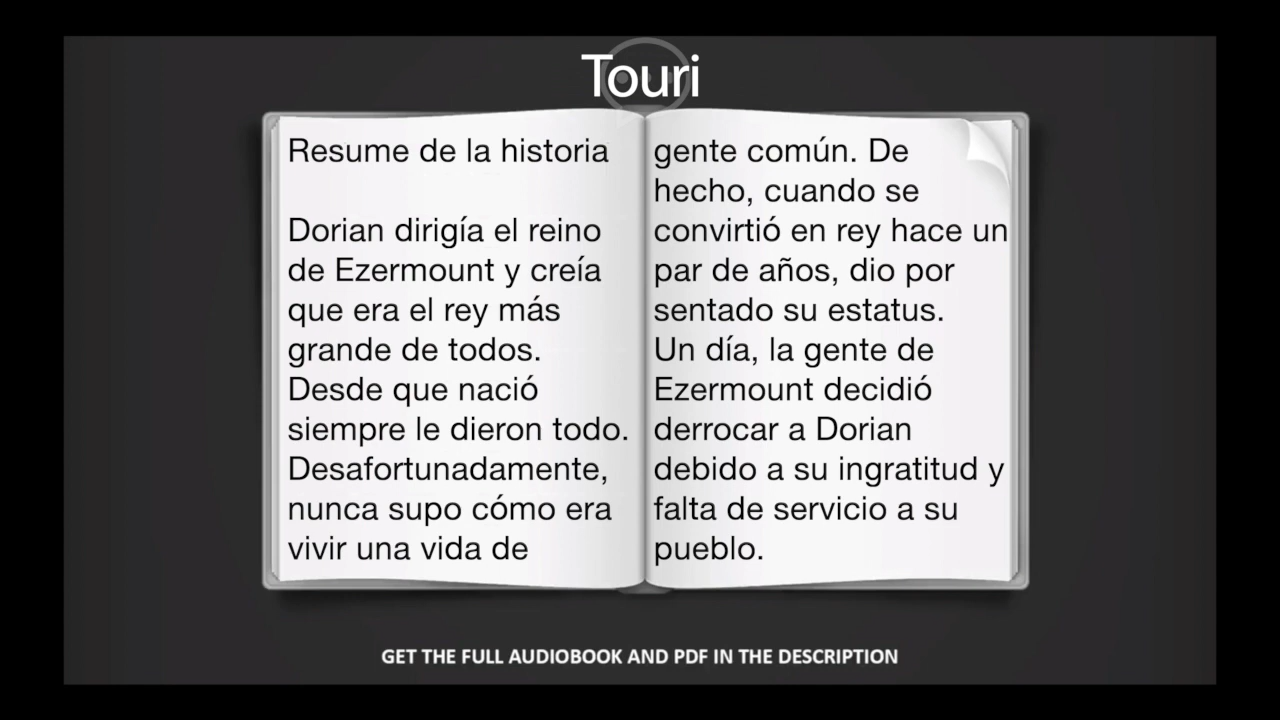 Touri
Resume de la historia
Dorian dirigía el reino
de Ezermount y creía
que era el rey más
grande de todos.
Desde que nació
siempre le dieron todo.
Desafortunadamente,
nunca supo cómo era
vivir una vida de
gente común. De
hecho, cuando se
convirtió en rey hace un
par de años, dio por
sentado su estatus.
Un día, la gente de
Ezermount decidió
derrocar a Dorian
debido a su ingratitud y
falta de servicio a su
pueblo.
GET THE FULL AUDIOBOOK AND PDF IN THE DESCRIPTION